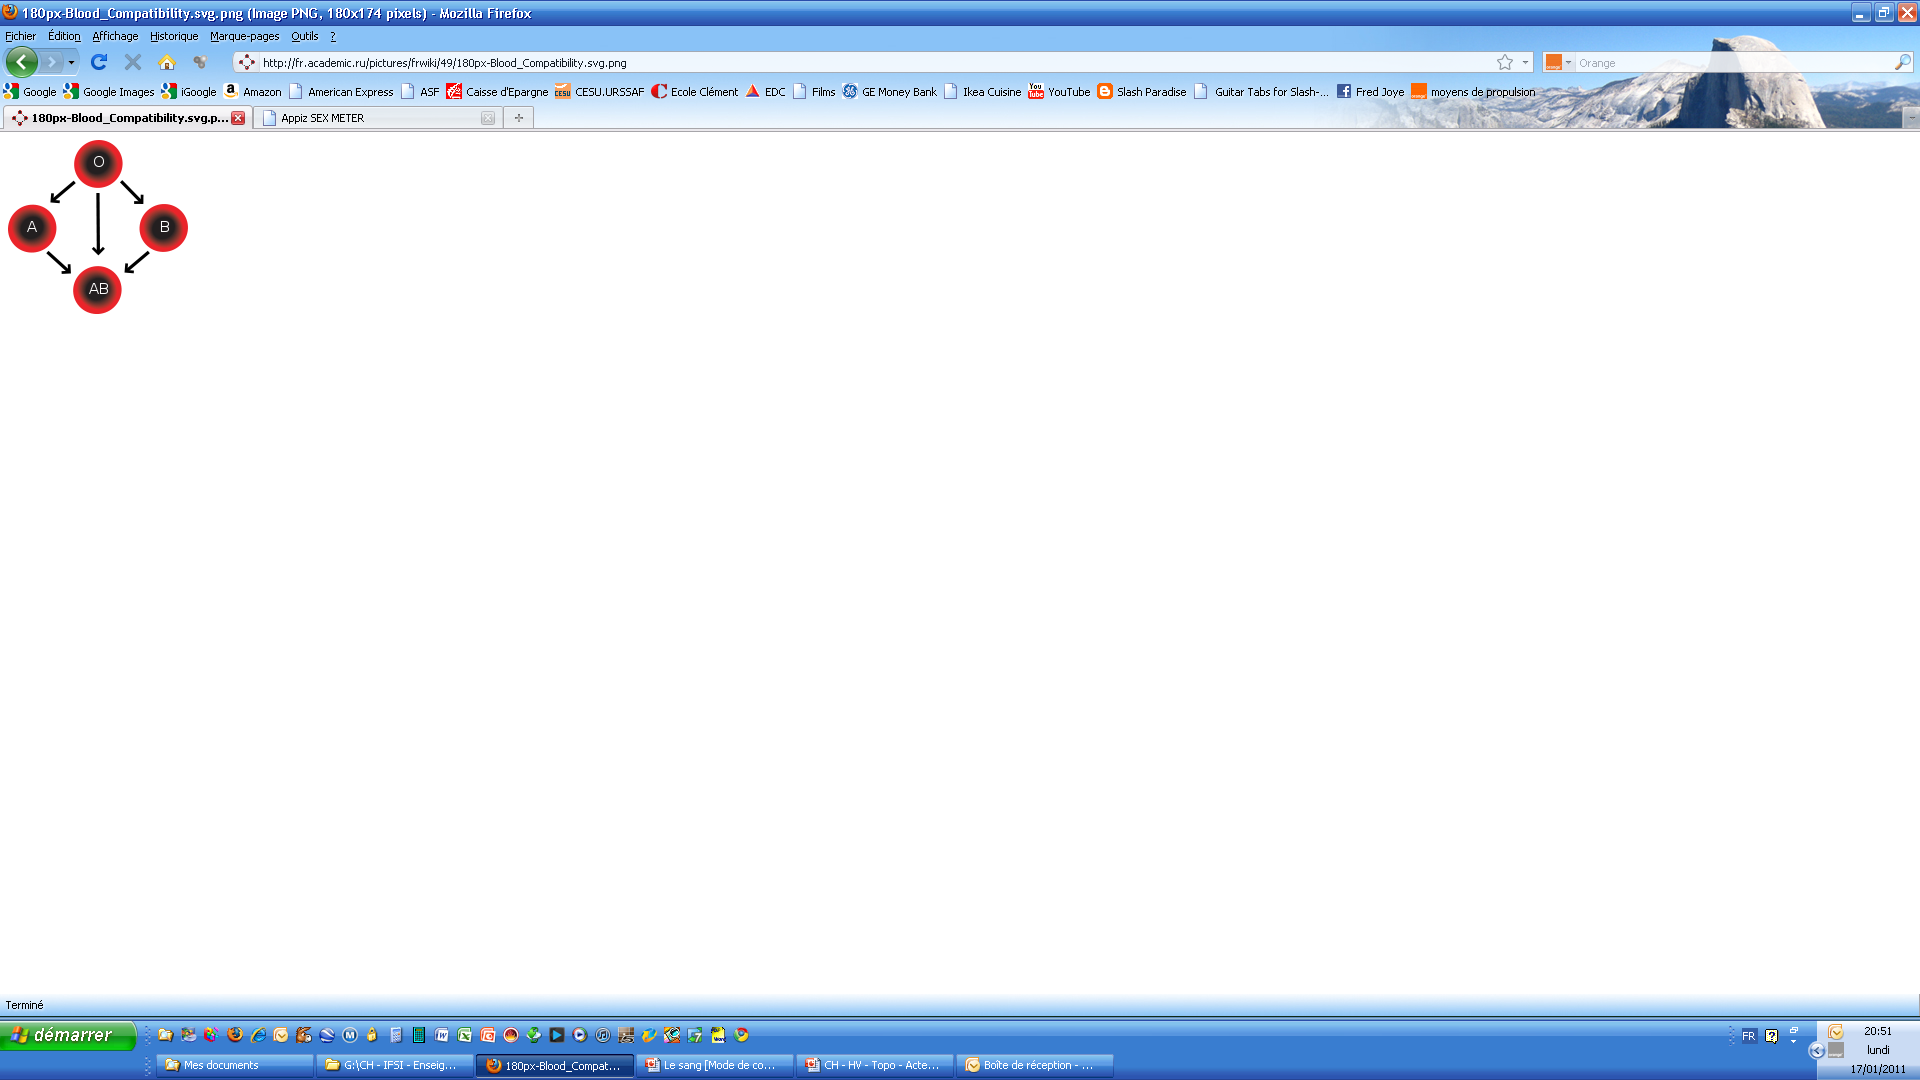 180px-Blood_Compatibility.svg.png (Image PNG, 180x174 pixels) - Mozilla Firefox
Fichier Édition Affichage Historique Marque-pages Outils ?
http://fr.academic.ru/pictures/frwiki/49/180px-Blood_Compatibility.svg.png Orange
Google Google Images iGoogle Amazon American Express ASF Caisse d'Epargne CESU.URSSAF Ecole Clément EDC Films GE Money Bank Ikea Cuisine YouTube Slash Paradise Guitar Tabs for Slash-... Fred Joye moyens de propulsion
180px-Blood_Compatibility.svg.p... Appiz SEX METER
O
A B
AB
Terminé
démarrer FR 20:51
lundi
Mes documents G:\CH - IFSI - Enseig... 180px-Blood_Compat... Le sang [Mode de co... CH - HV - Topo - Acte... Boîte de réception - ... 17/01/2011